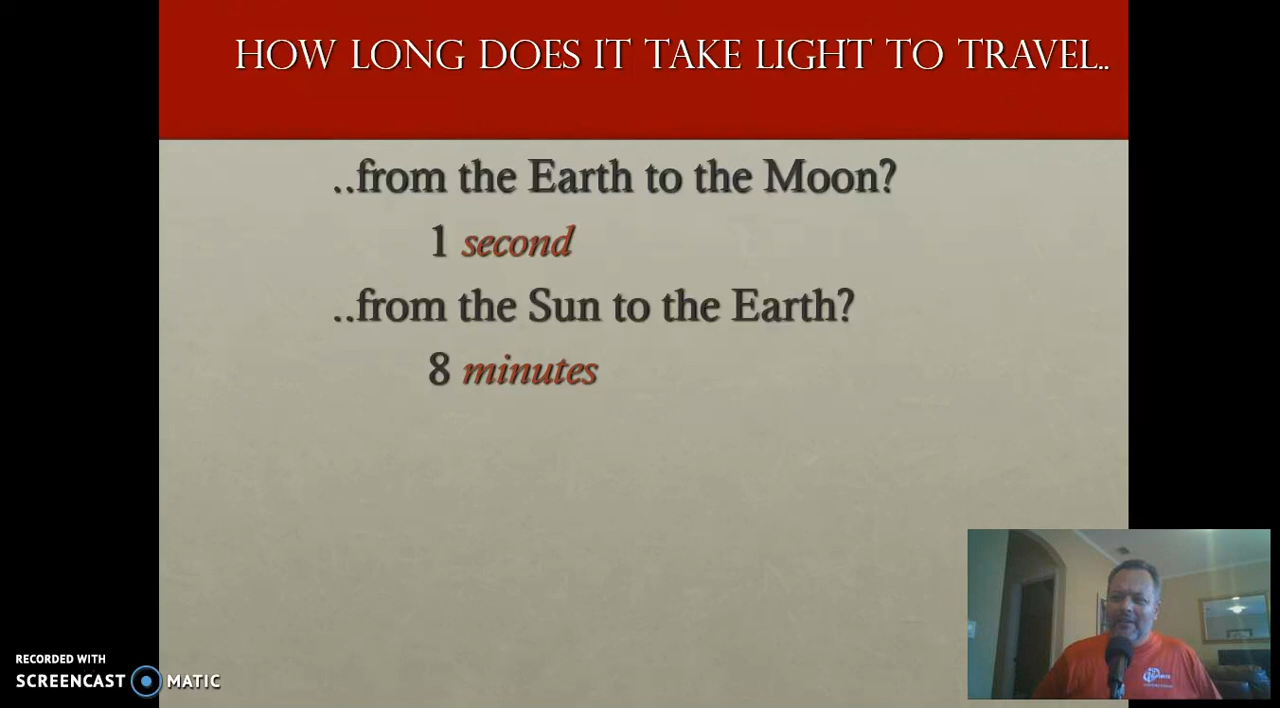 HOW LONG DOES IT TAKE LIGHT TO TRAVEL..
..from the Earth to the Moon?
1 second
..from the Sun to the Earth?
8 minutes
RECORDED WITH
SCREENCAST MATIC